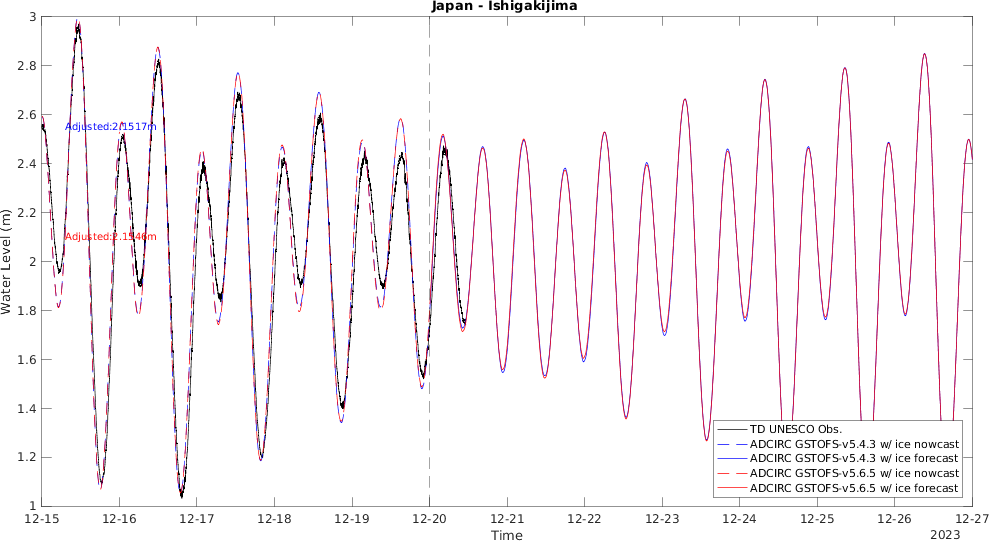 Japan - Ishigakijima
3
2.8
2.6
2.4
2.2
2
1.8
1.6
1.4
1.2
1
Water Level (m)
Adjusted:2.1517m
Adjusted:2.1546m
TD UNESCO Obs.
ADCIRC GSTOFS-v5.4.3 w/ ice nowcast
ADCIRC GSTOFS-v5.4.3 w/ ice forecast
ADCIRC GSTOFS-v5.6.5 w/ ice nowcast
ADCIRC GSTOFS-v5.6.5 w/ ice forecast
12-15 12-16 12-17 12-18 12-19 12-20 12-21 12-22 12-23 12-24 12-25 12-26 12-27
Time
2023